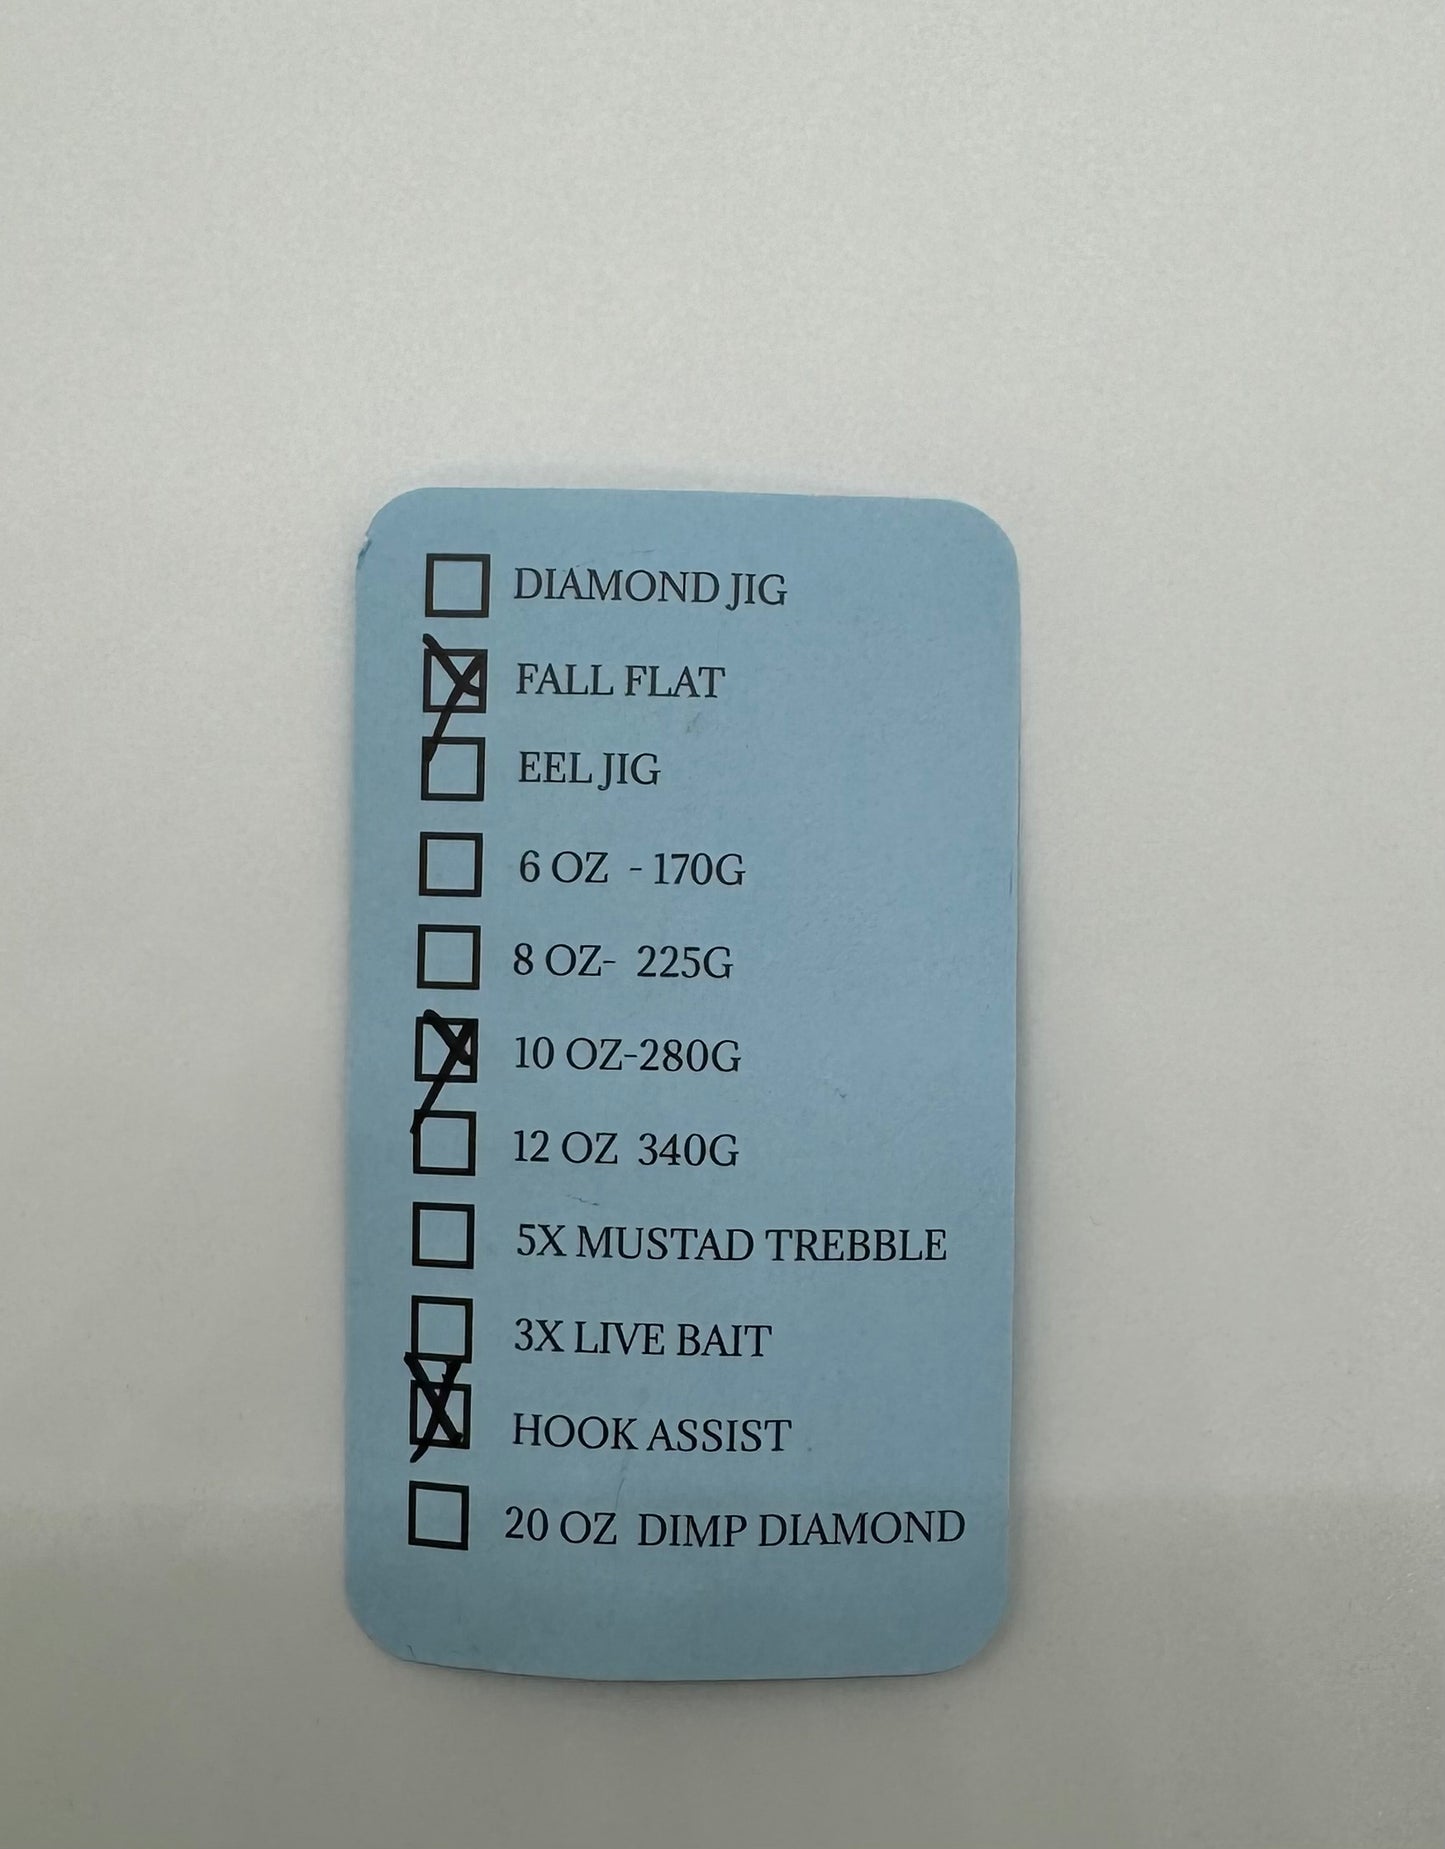 DIAMOND JIG
FALL FLAT
EEL JIG
6 OZ - 170G
8 OZ- 225G
10 OZ-280G
12 OZ 340G
5X MUSTAD TREBBLE
3X LIVE BAIT
HOOK ASSIST
20 OZ DIMP DIAMOND